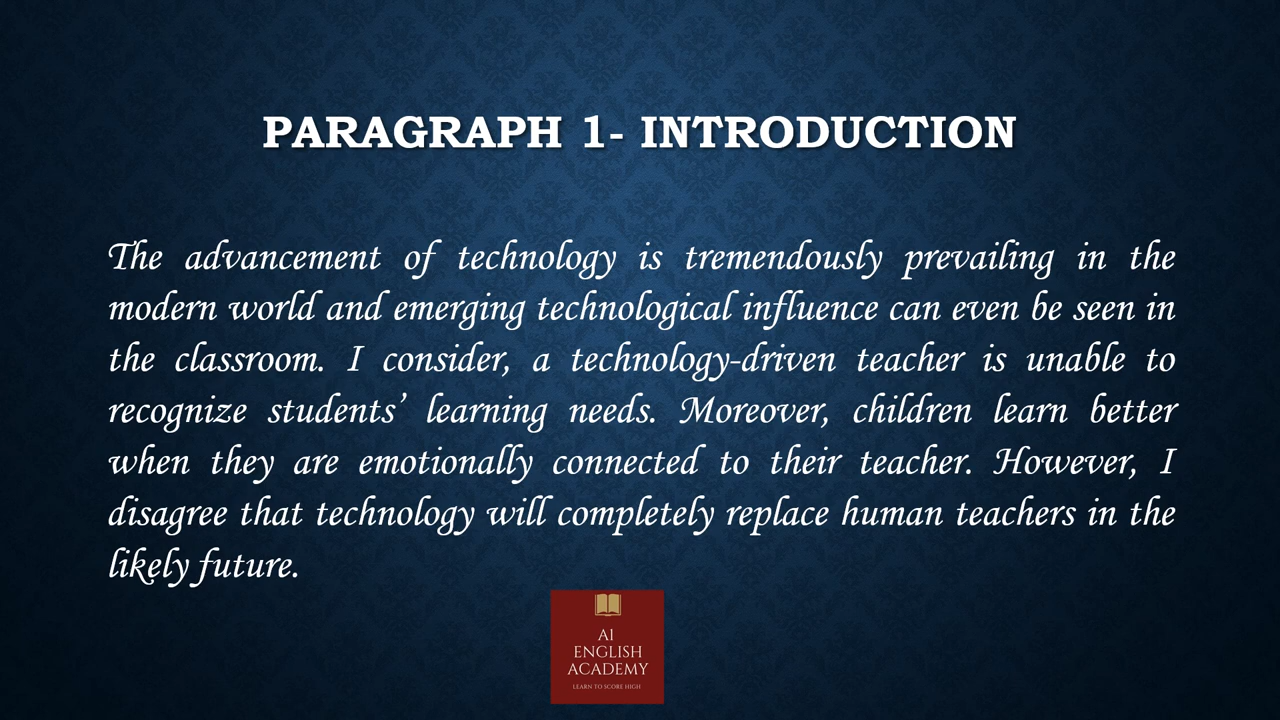 PARAGRAPH 1- INTRODUCTION
The advancement of technology is tremendously prevailing in the
modern world and emerging technological influence can even be seen in
the classroom. I consider, a technology-driven teacher is unable to
recognize students’ learning needs. Moreover, children learn better
when they are emotionally connected to their teacher. However, I
disagree that technology will completely replace human teachers in the
likely future.
AI
ENGLISH
ACADEMY
LEARN TO SCORE HIGH